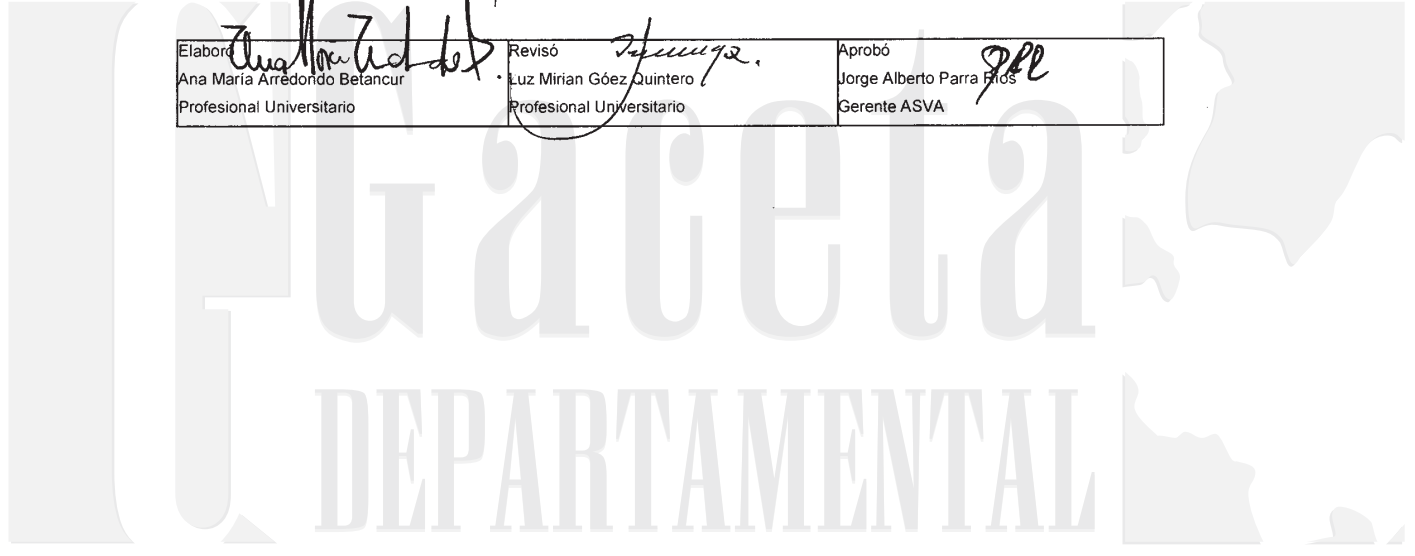 Elaboró
Ana María Arredondo Betancur
Profesional Universitario
Revisó
Luz Mirian Góez Quintero
Profesional Universitario
Aprobó
Jorge Alberto Parra Rios
Gerente ASVA
Gaceta
DEPARTAMENTAL